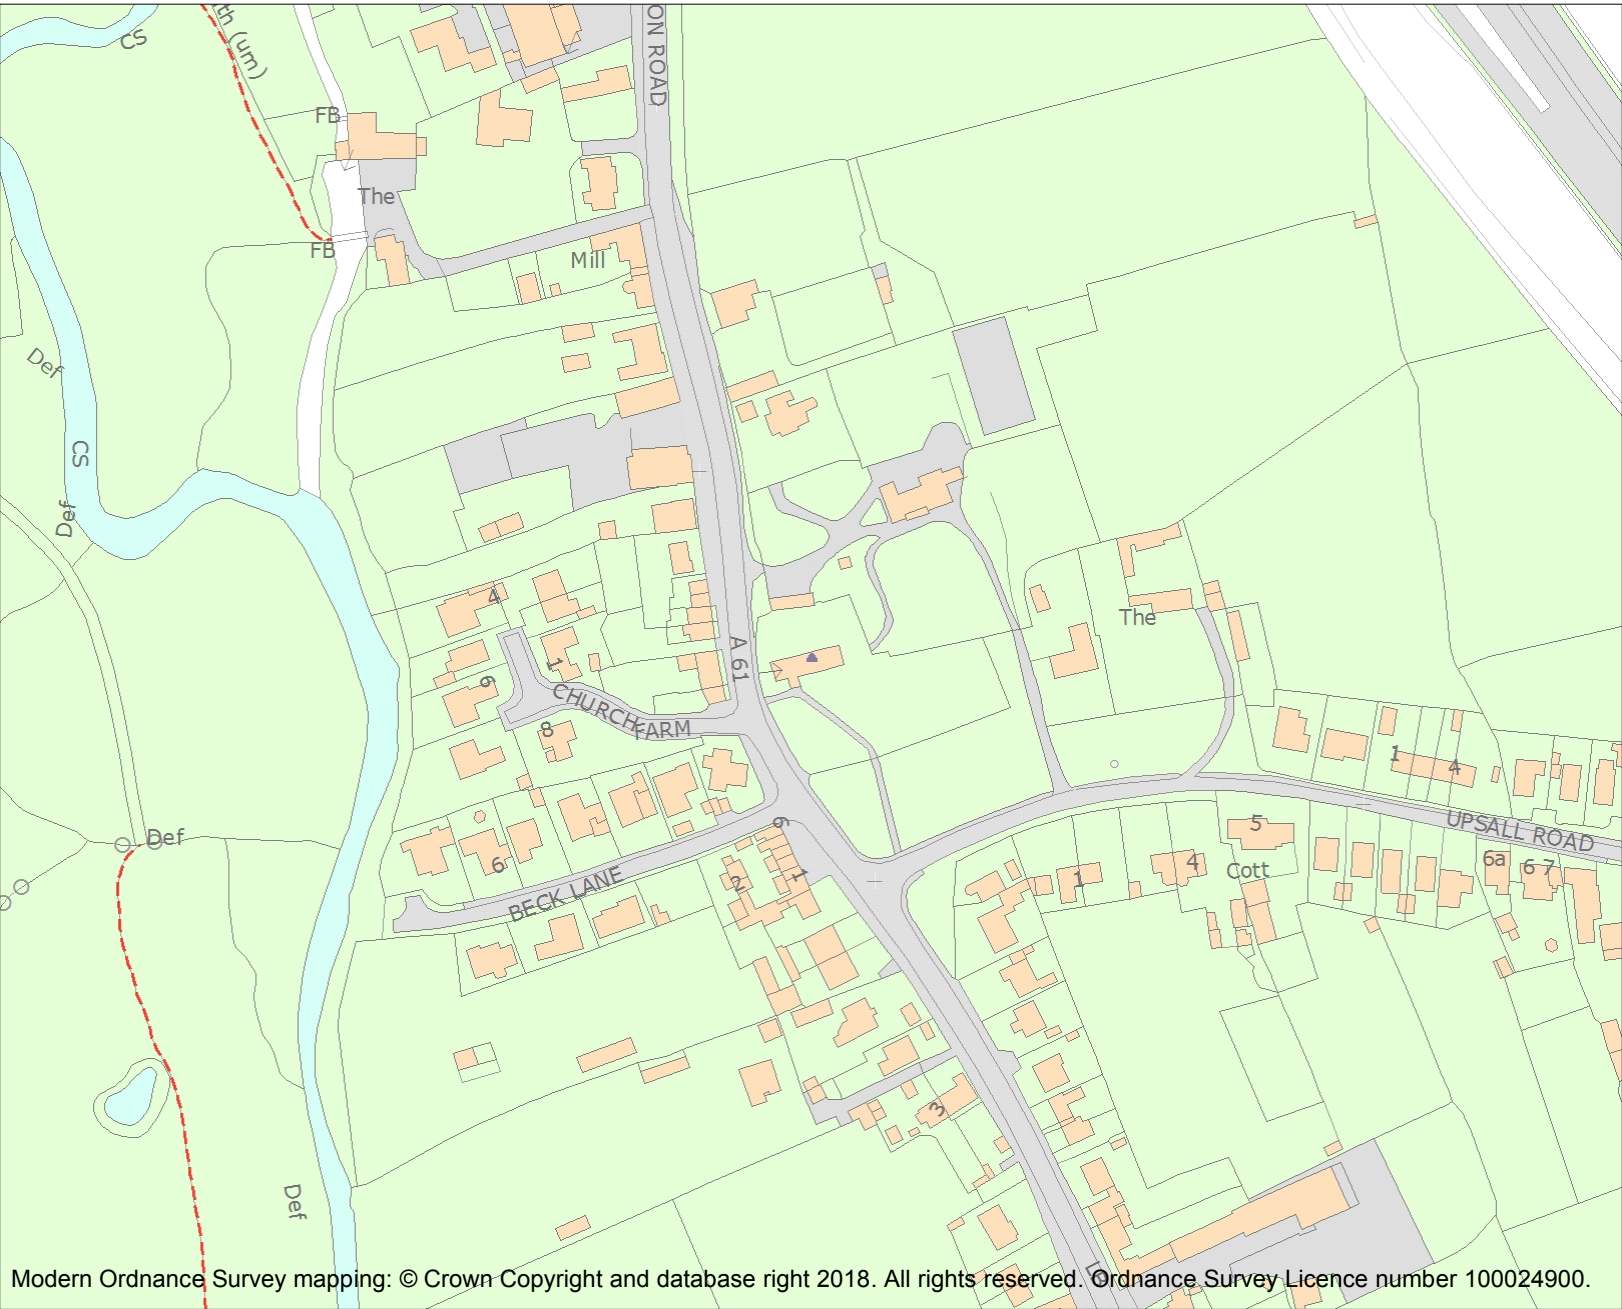 CS
th (um)
ON ROAD
FB
The
FB
Mill
Def
CS
Def
4
The
1
A 61
6
CHURCH
FARM
8
1
4
Def
6
5
UPSALL ROAD
6
BECK LANE
2
1
1
4
Cott
6a
6 7
3
Def
Modern Ordnance Survey mapping: © Crown Copyright and database right 2018. All rights reserved. Ordnance Survey Licence number 100024900.